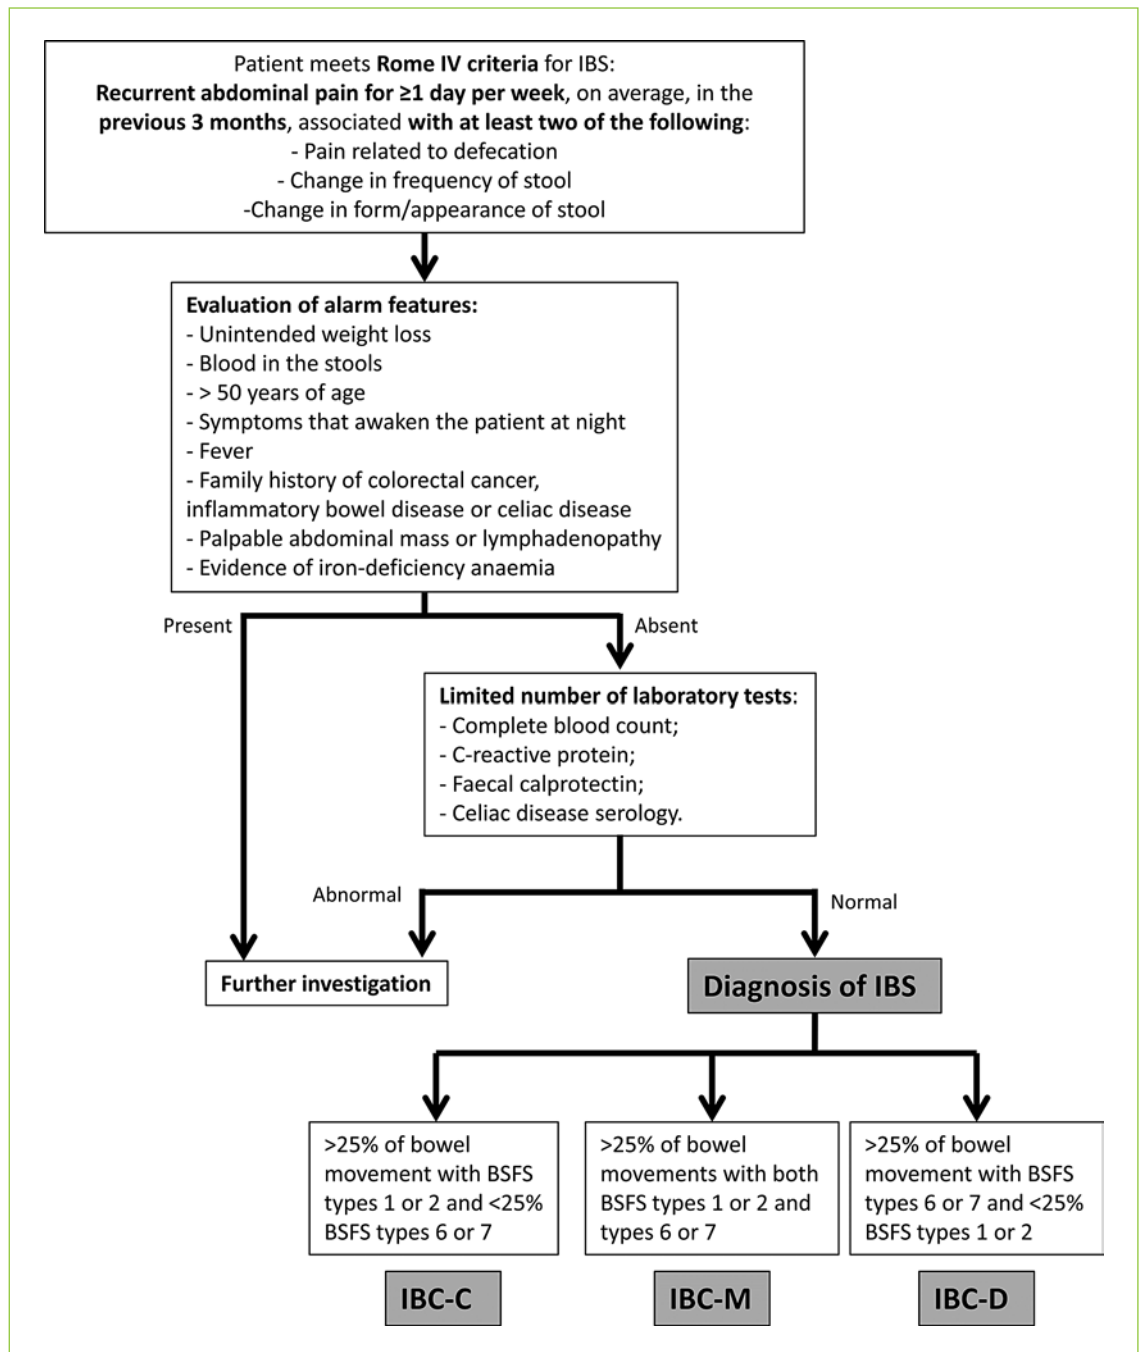 Patient meets Rome IV criteria for IBS:
Recurrent abdominal pain for ≥1 day per week, on average, in the
previous 3 months, associated with at least two of the following:
- Pain related to defecation
- Change in frequency of stool
-Change in form/appearance of stool
Evaluation of alarm features:
- Unintended weight loss
- Blood in the stools
- > 50 years of age
- Symptoms that awaken the patient at night
- Fever
- Family history of colorectal cancer,
inflammatory bowel disease or celiac disease
- Palpable abdominal mass or lymphadenopathy
- Evidence of iron-deficiency anaemia
Present
Absent
Limited number of laboratory tests:
- Complete blood count;
- C-reactive protein;
- Faecal calprotectin;
- Celiac disease serology.
Abnormal
Normal
Further investigation
Diagnosis of IBS
>25% of bowel
movement with BSFS
types 1 or 2 and <25%
BSFS types 6 or 7
>25% of bowel
movements with both
BSFS types 1 or 2 and
types 6 or 7
>25% of bowel
movement with BSFS
types 6 or 7 and <25%
BSFS types 1 or 2
IBC-C
IBC-M
IBC-D